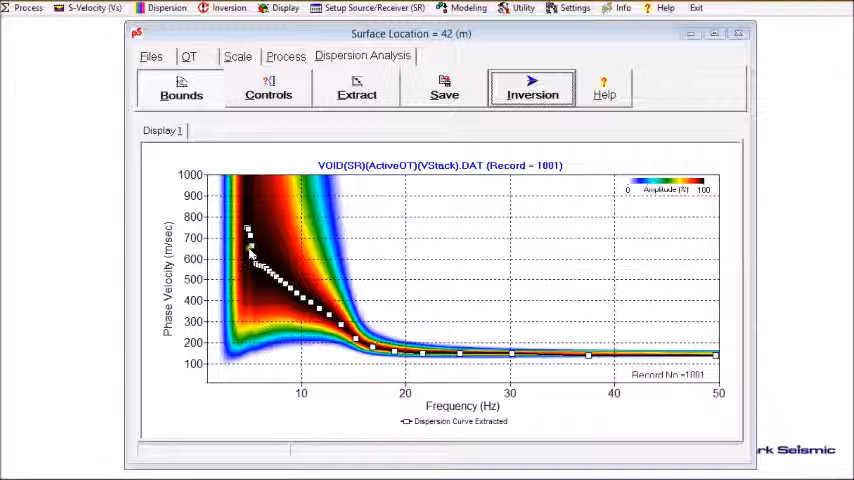 Process S-Velocity (Vs) Dispersion Inversion Display Setup Source/Receiver (SR) Modeling Utility Settings Info Help Exit
pS Surface Location = 42 (m)
Files OT Scale Process Dispersion Analysis
Bounds Controls Extract Save Inversion Help
Display 1
VOID(SR)(ActiveOT)(VStack).DAT (Record = 1001)
0 Amplitude (%) 100
Phase Velocity (m/sec)
1000
900
800
700
600
500
400
300
200
100
Record No =1001
10 20 30 40 50
Frequency (Hz)
Dispersion Curve Extracted
rk Seismic